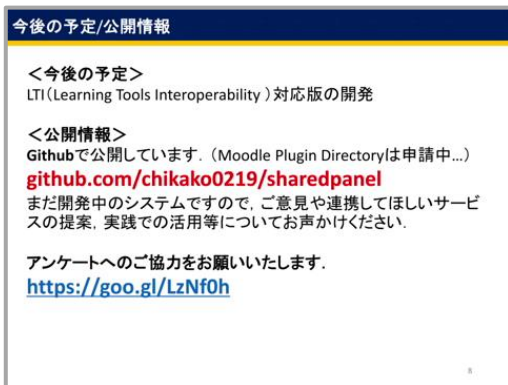 今後の予定/公開情報
＜今後の予定＞
LTI（Learning Tools Interoperability ）対応版の開発
＜公開情報＞
Githubで公開しています．（Moodle Plugin Directoryは申請中…）
github.com/chikako0219/sharedpanel
まだ開発中のシステムですので，ご意見や連携してほしいサービ
スの提案，実践での活用等についてお声かけください．
アンケートへのご協力をお願いいたします．
https://goo.gl/LzNf0h
8